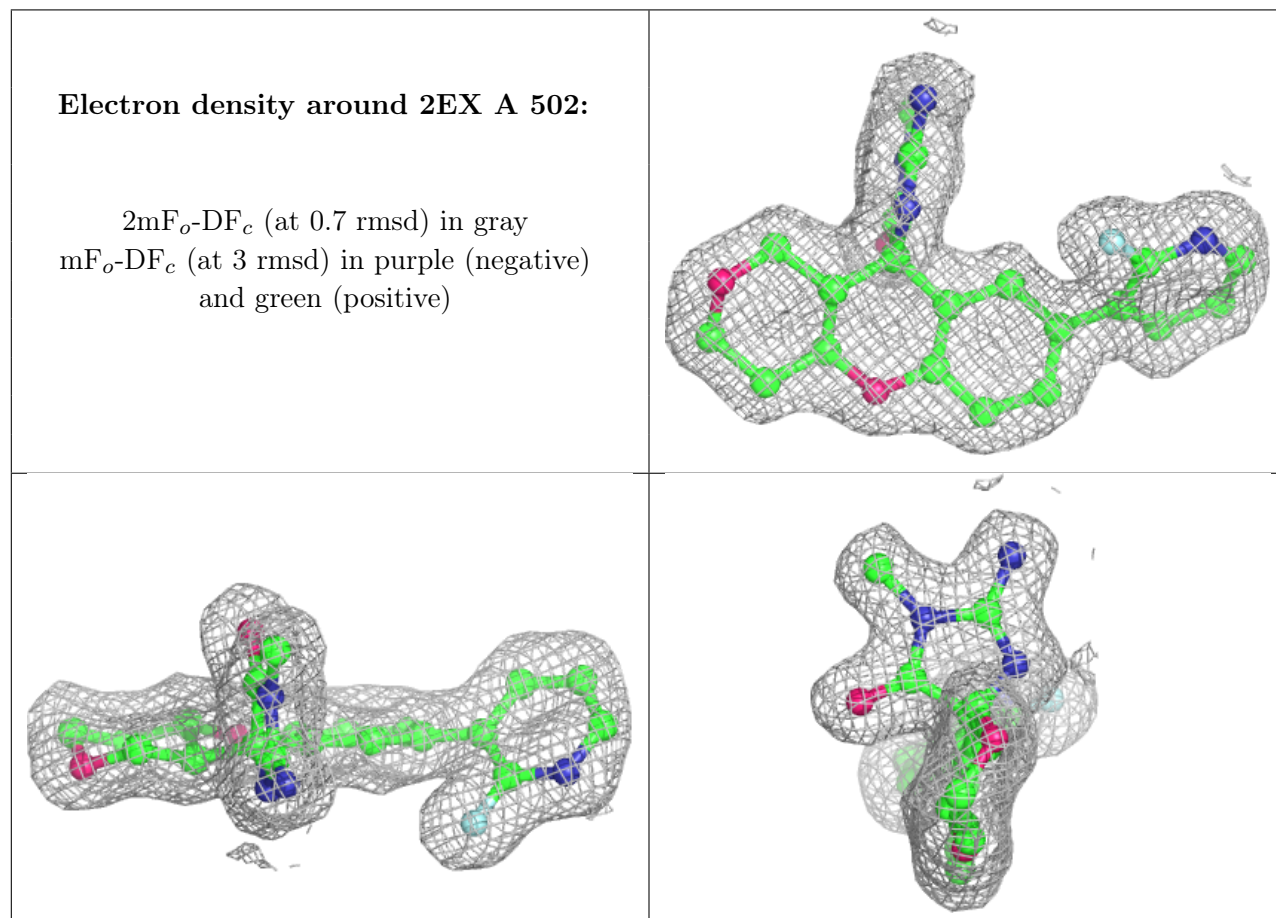 Electron density around 2EX A 502:
2mFo-DFc (at 0.7 rmsd) in gray
mFo-DFc (at 3 rmsd) in purple (negative)
and green (positive)